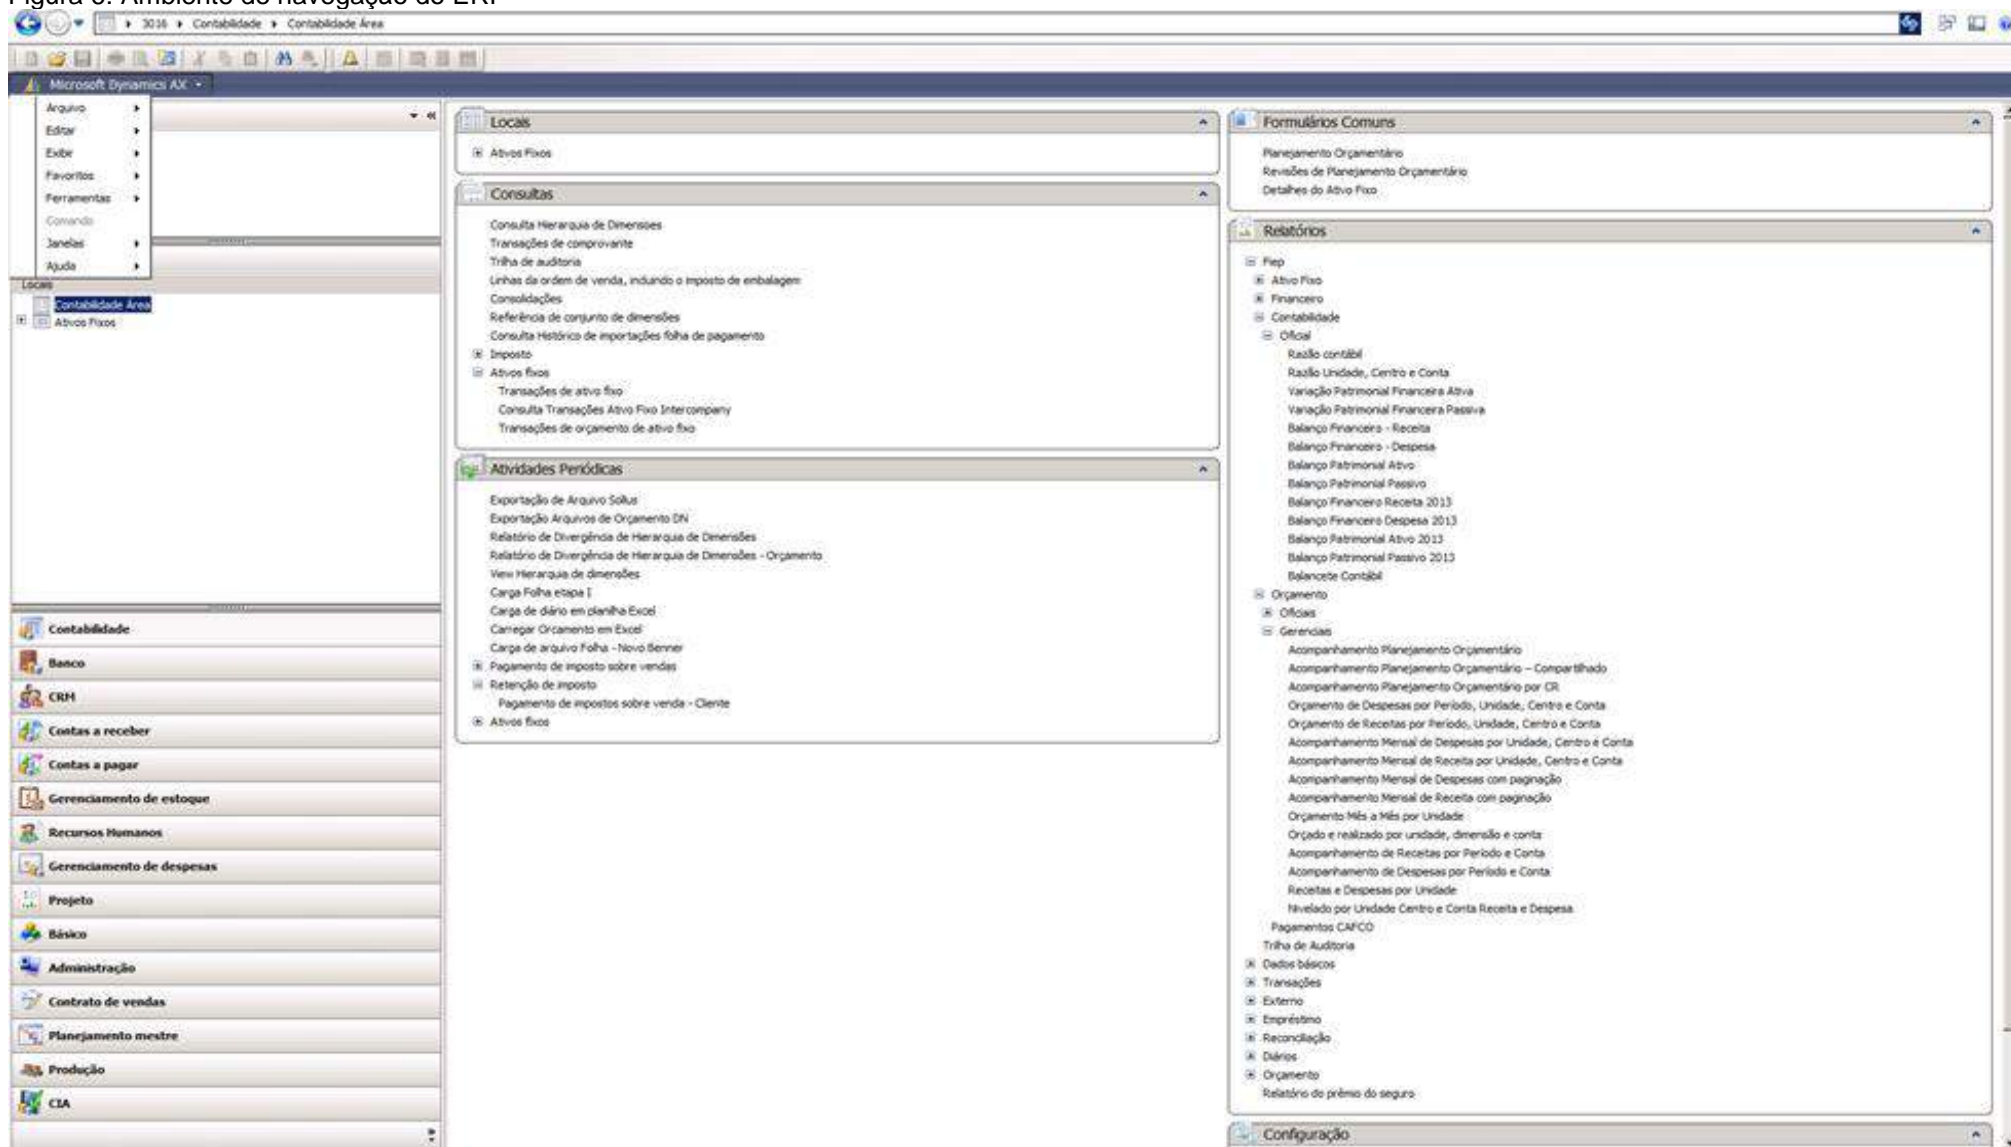 Figura 6: Ambiente de navegação do ERP
3016 Contabilidade Contabilidade Área
Microsoft Dynamics AX
Arquivo
Editar
Exibir
Favoritos
Ferramentas
Comando
Janelas
Ajuda
Locais
Contabilidade Área
Ativos Fixos
Contabilidade
Banco
CRM
Contas a receber
Contas a pagar
Gerenciamento de estoque
Recursos Humanos
Gerenciamento de despesas
Projeto
Básico
Administração
Contrato de vendas
Planejamento mestre
Produção
CIA
Locais
Ativos Fixos
Consultas
Consulta Hierarquia de Dimensões
Transações de comprovante
Trilha de auditoria
Linhas da ordem de venda, incluindo o imposto de embalagem
Consolidações
Referência de conjunto de dimensões
Consulta Histórico de importações folha de pagamento
Imposto
Ativos fixos
Transações de ativo fixo
Consulta Transações Ativo Fixo Intercompany
Transações de orçamento de ativo fixo
Atividades Periódicas
Exportação de Arquivo Sollus
Exportação Arquivos de Orçamento DN
Relatório de Divergência de Hierarquia de Dimensões
Relatório de Divergência de Hierarquia de Dimensões - Orçamento
View Hierarquia de dimensões
Carga Folha etapa I
Carga de diário em planilha Excel
Carregar Orcamento em Excel
Carga de arquivo Folha - Novo Benner
Pagamento de imposto sobre vendas
Retenção de imposto
Pagamento de impostos sobre venda - Cliente
Ativos fixos
Formulários Comuns
Planejamento Orçamentário
Revisões de Planejamento Orçamentário
Detalhes do Ativo Fixo
Relatórios
Fiep
Ativo Fixo
Financeiro
Contabilidade
Oficial
Razão contábil
Razão Unidade, Centro e Conta
Variação Patrimonial Financeira Ativa
Variação Patrimonial Financeira Passiva
Balanço Financeiro - Receita
Balanço Financeiro - Despesa
Balanço Patrimonial Ativo
Balanço Patrimonial Passivo
Balanço Financeiro Receita 2013
Balanço Financeiro Despesa 2013
Balanço Patrimonial Ativo 2013
Balanço Patrimonial Passivo 2013
Balancete Contábil
Orçamento
Oficiais
Gerenciais
Acompanhamento Planejamento Orçamentário
Acompanhamento Planejamento Orçamentário – Compartilhado
Acompanhamento Planejamento Orçamentário por CR
Orçamento de Despesas por Período, Unidade, Centro e Conta
Orçamento de Receitas por Período, Unidade, Centro e Conta
Acompanhamento Mensal de Despesas por Unidade, Centro e Conta
Acompanhamento Mensal de Receita por Unidade, Centro e Conta
Acompanhamento Mensal de Despesas com paginação
Acompanhamento Mensal de Receita com paginação
Orçamento Mês a Mês por Unidade
Orçado e realizado por unidade, dimensão e conta
Acompanhamento de Receitas por Período e Conta
Acompanhamento de Despesas por Período e Conta
Receitas e Despesas por Unidade
Nivelado por Unidade Centro e Conta Receita e Despesa
Pagamentos CAFCO
Trilha de Auditoria
Dados básicos
Transações
Externo
Empréstimo
Reconciliação
Diários
Orçamento
Relatório do prêmio do seguro
Configuração